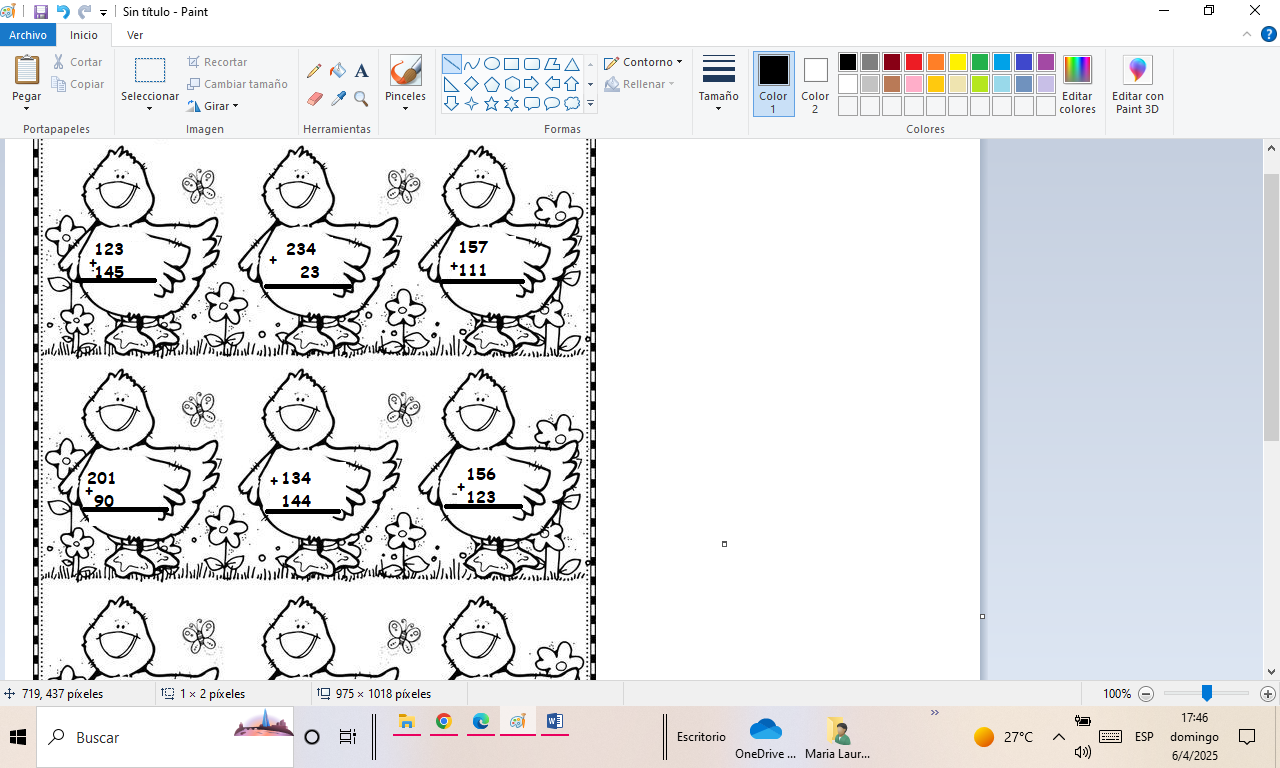 Sin título - Paint
Archivo Inicio Ver
Pegar
Cortar
Copiar
Portapapeles
Seleccionar
Recortar
Cambiar tamaño
Girar
Imagen
A
Herramientas
Pinceles
Contorno
Rellenar
Formas
Tamaño
Color
1
Color
2
Editar
colores
Colores
Editar con
Paint 3D
123
+
145
234
+
23
157
+111
201
+
90
+ 134
144
156
- +
123
719, 437 píxeles 1 × 2 píxeles 975 × 1018 píxeles 100%
Buscar
Escritorio
OneDrive ...
Maria Laur...
»
27°C
ESP
17:46
domingo
6/4/2025